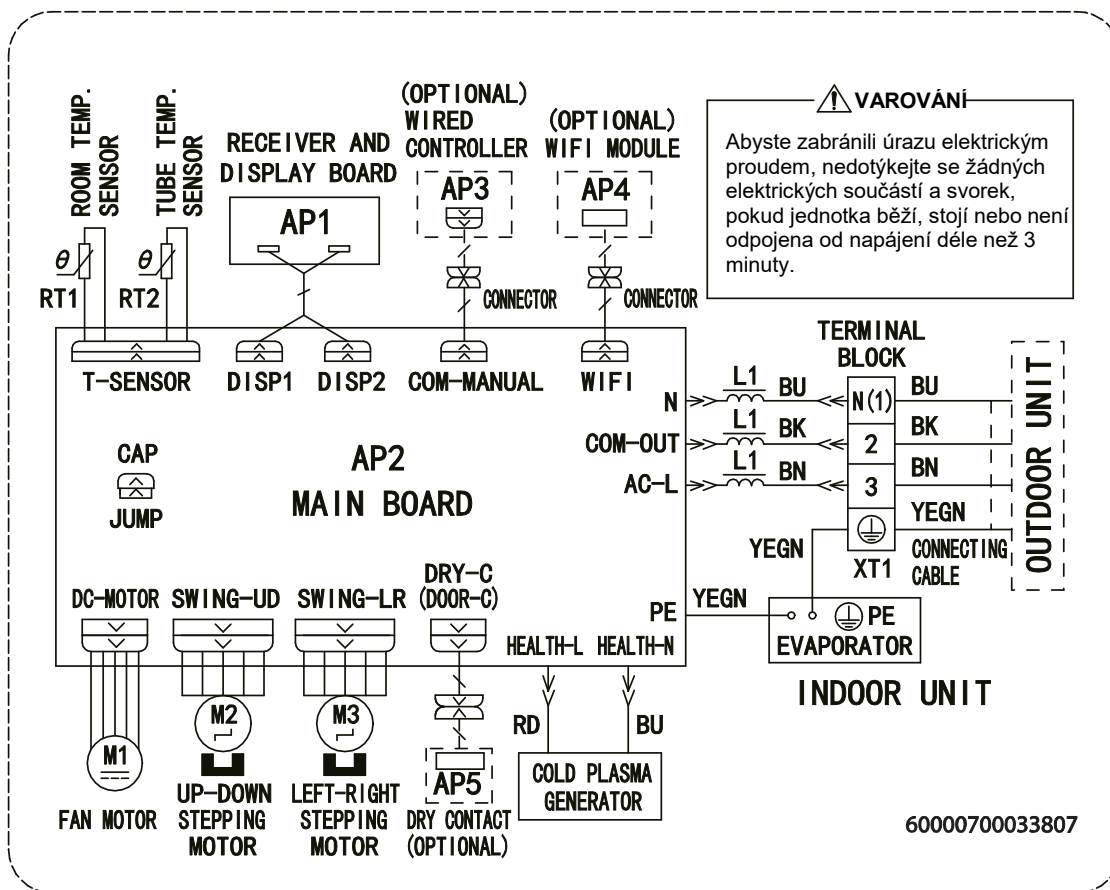 ROOM TEMP.
SENSOR
TUBE TEMP.
SENSOR
θ
RT1
θ
RT2
RECEIVER AND
DISPLAY BOARD
AP1
(OPTIONAL)
WIRED
CONTROLLER
AP3
CONNECTOR
(OPTIONAL)
WIFI MODULE
AP4
CONNECTOR
VAROVÁNÍ
Abyste zabránili úrazu elektrickým
proudem, nedotýkejte se žádných
elektrických součástí a svorek,
pokud jednotka běží, stojí nebo není
odpojena od napájení déle než 3
minuty.
T-SENSOR
DISP1
DISP2
COM-MANUAL
WIFI
CAP
JUMP
AP2
MAIN BOARD
N
COM-OUT
AC-L
L1
BU
L1
BK
L1
BN
TERMINAL
BLOCK
N(1)
2
3
XT1
BU
BK
BN
YEGN
CONNECTING
CABLE
OUTDOOR UNIT
YEGN
PE
YEGN
PE
EVAPORATOR
INDOOR UNIT
DC-MOTOR
SWING-UD
SWING-LR
DRY-C
(DOOR-C)
HEALTH-L
HEALTH-N
M1
FAN MOTOR
M2
UP-DOWN
STEPPING
MOTOR
M3
LEFT-RIGHT
STEPPING
MOTOR
AP5
DRY CONTACT
(OPTIONAL)
RD
BU
COLD PLASMA
GENERATOR
60000700033807